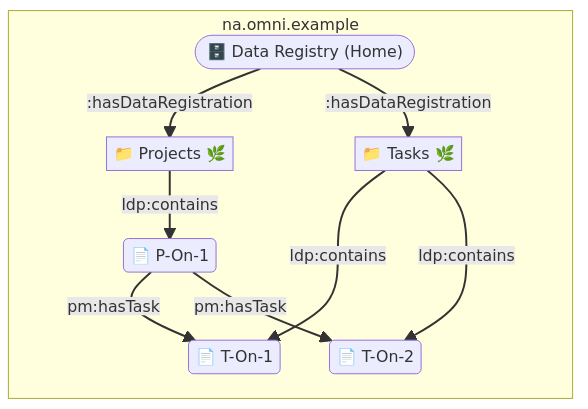 na.omni.example
🗄️ Data Registry (Home)
:hasDataRegistration
:hasDataRegistration
📁 Projects 🌿
📁 Tasks 🌿
ldp:contains
📄 P-On-1
ldp:contains
ldp:contains
pm:hasTask
pm:hasTask
📄 T-On-1
📄 T-On-2